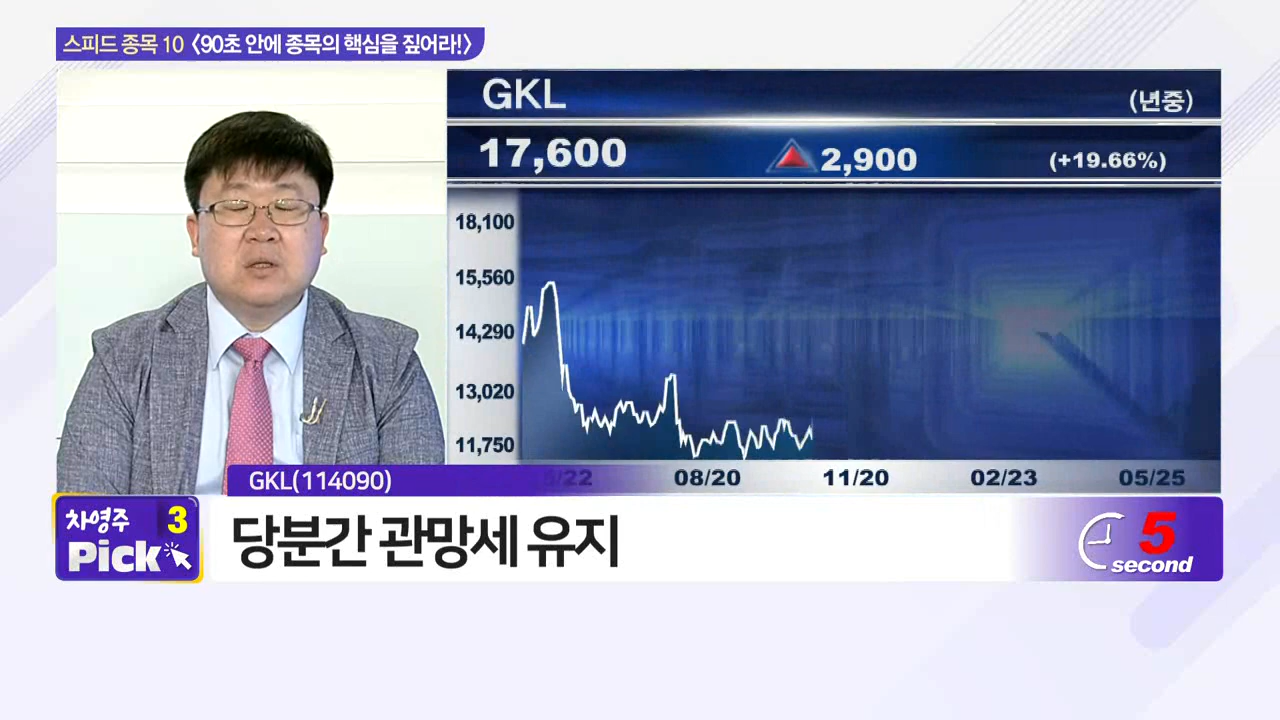 스피드 종목 10 <90초 안에 종목의 핵심을 짚어라!>
GKL
(년중)
17,600 ▲ 2,900 (+19.66%)
18,100
15,560
14,290
13,020
11,750
/22 08/20 11/20 02/23 05/25
GKL(114090)
차영주 3
Pick
당분간 관망세 유지
5
second